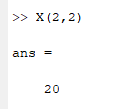 >> X(2,2)
ans =
20